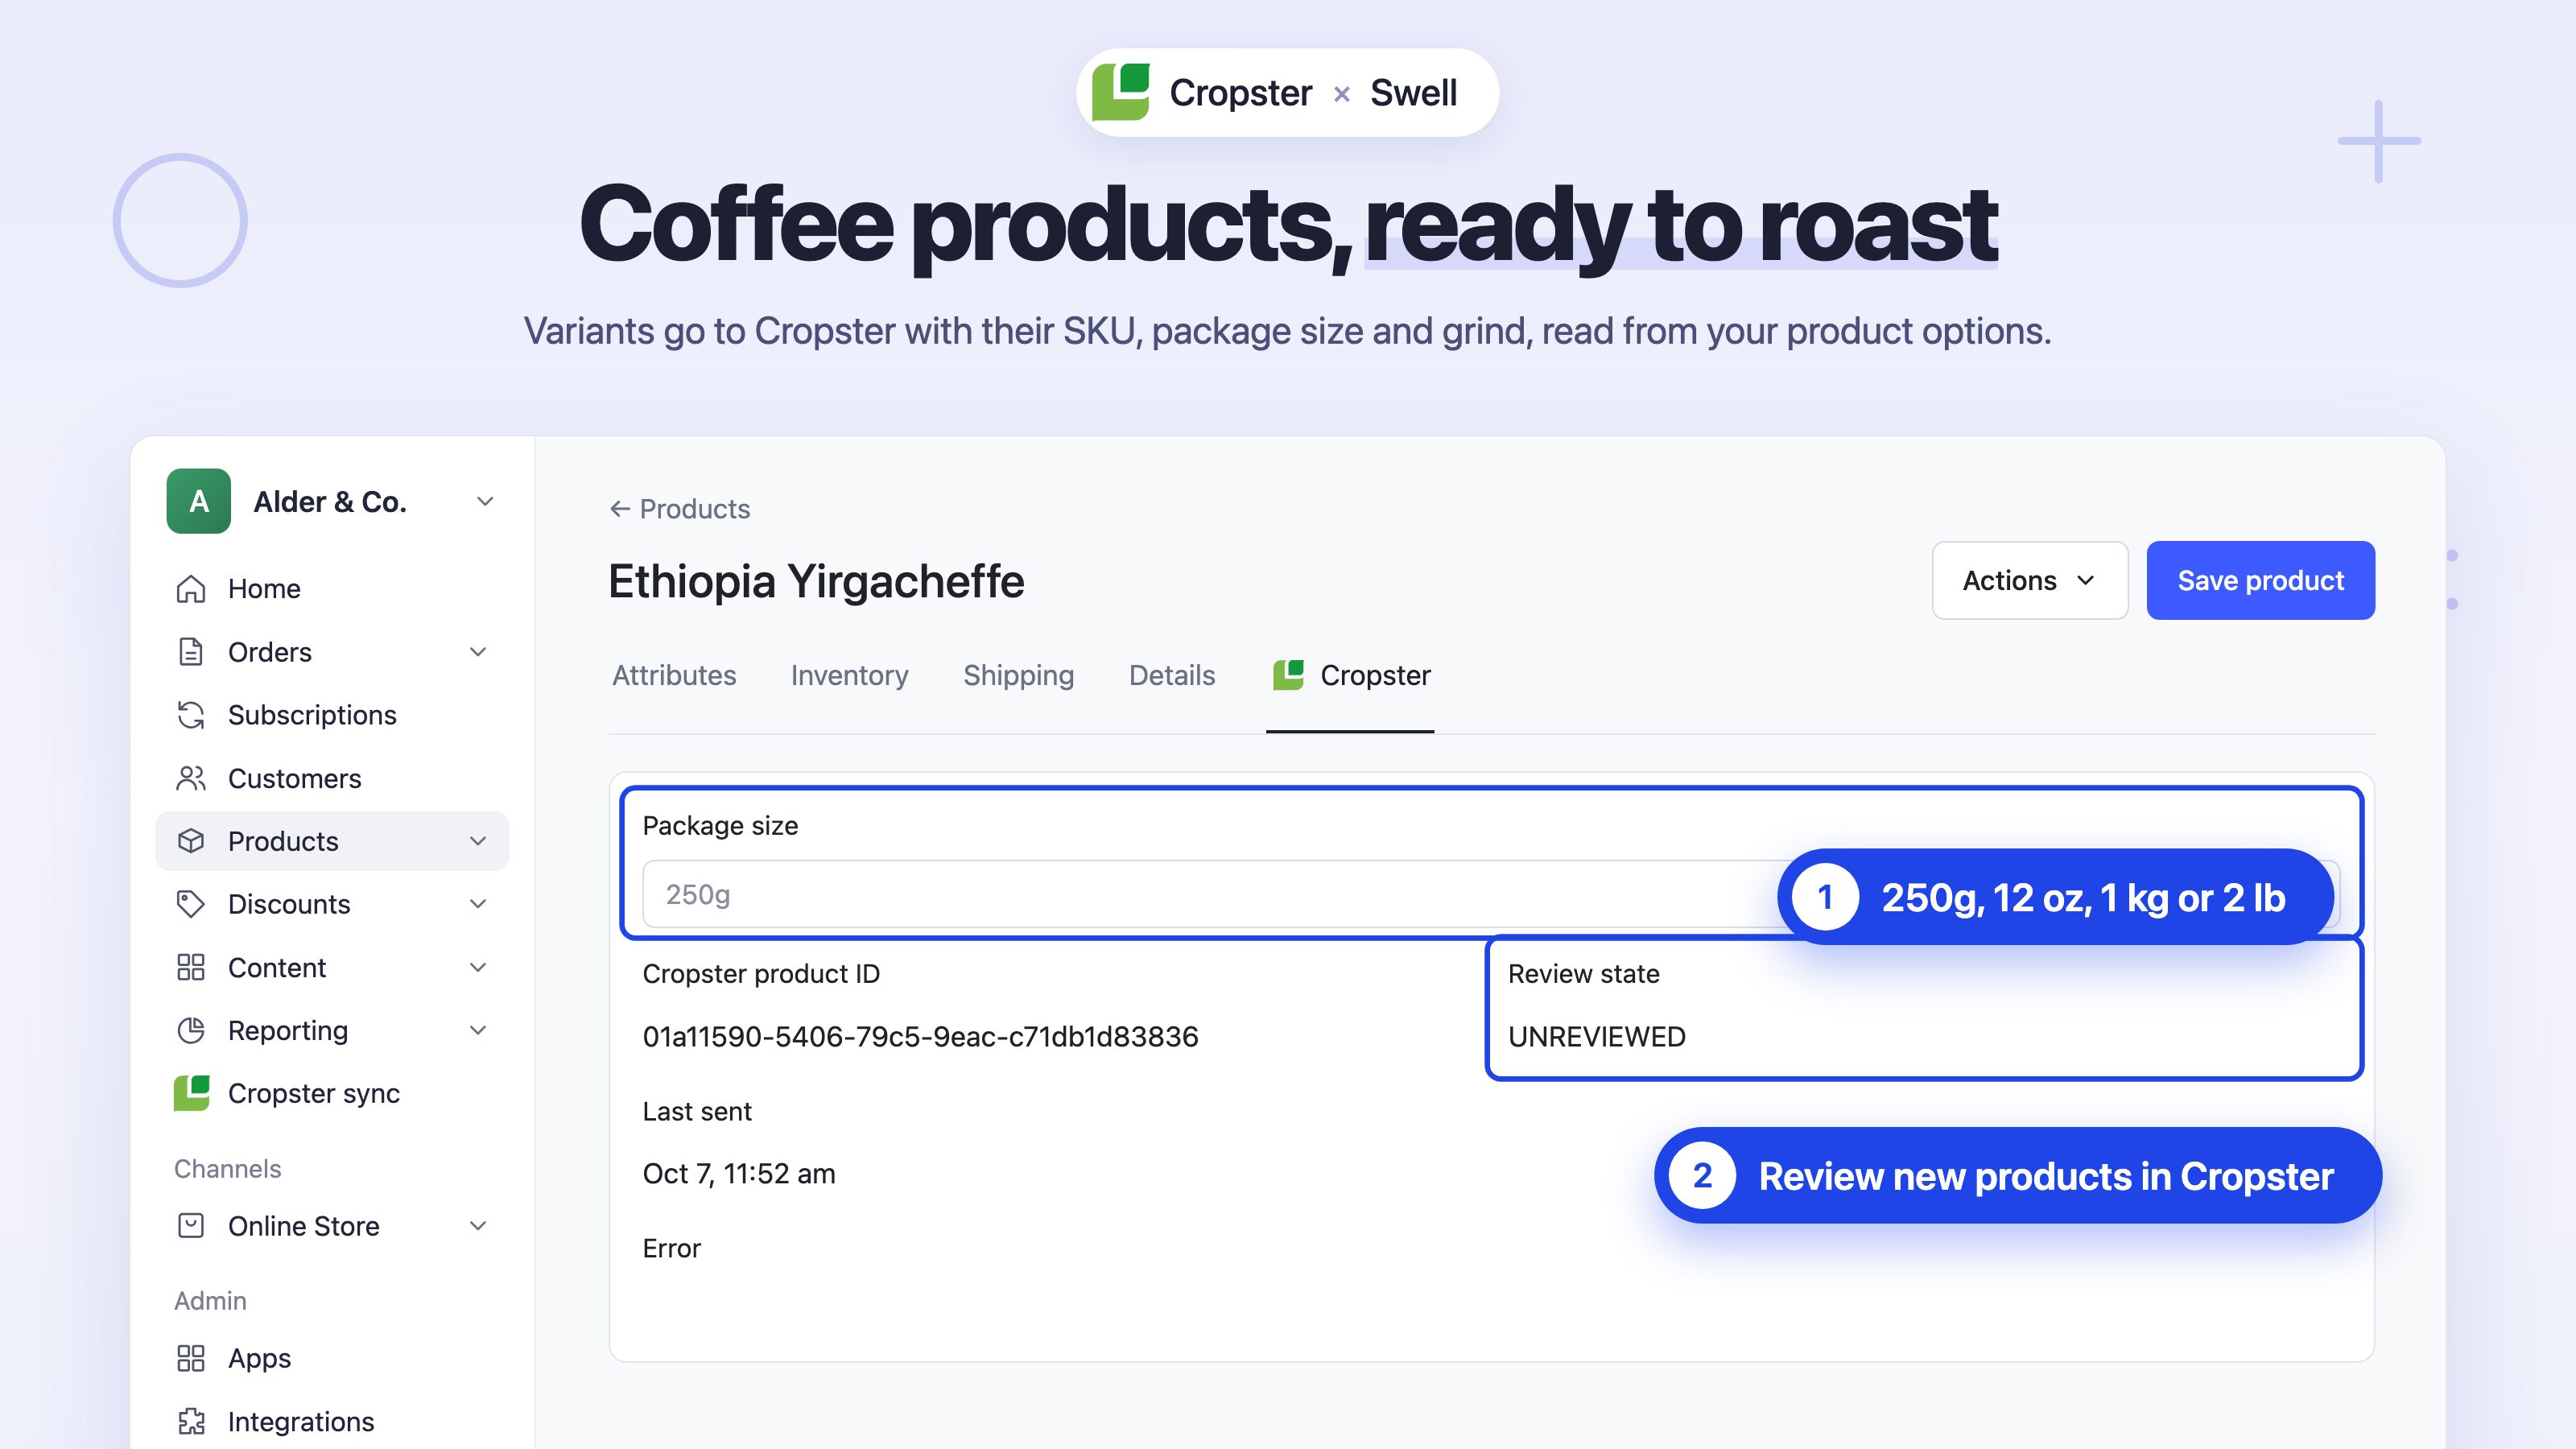 Cropster × Swell
Coffee products, ready to roast
Variants go to Cropster with their SKU, package size and grind, read from your product options.
A
Alder & Co.
Home
Orders
Subscriptions
Customers
Products
Discounts
Content
Reporting
Cropster sync
Channels
Online Store
Admin
Apps
Integrations
← Products
Ethiopia Yirgacheffe
Actions
Save product
Attributes
Inventory
Shipping
Details
Cropster
Package size
250g
1 250g, 12 oz, 1 kg or 2 lb
Cropster product ID
01a11590-5406-79c5-9eac-c71db1d83836
Review state
UNREVIEWED
Last sent
Oct 7, 11:52 am
2 Review new products in Cropster
Error